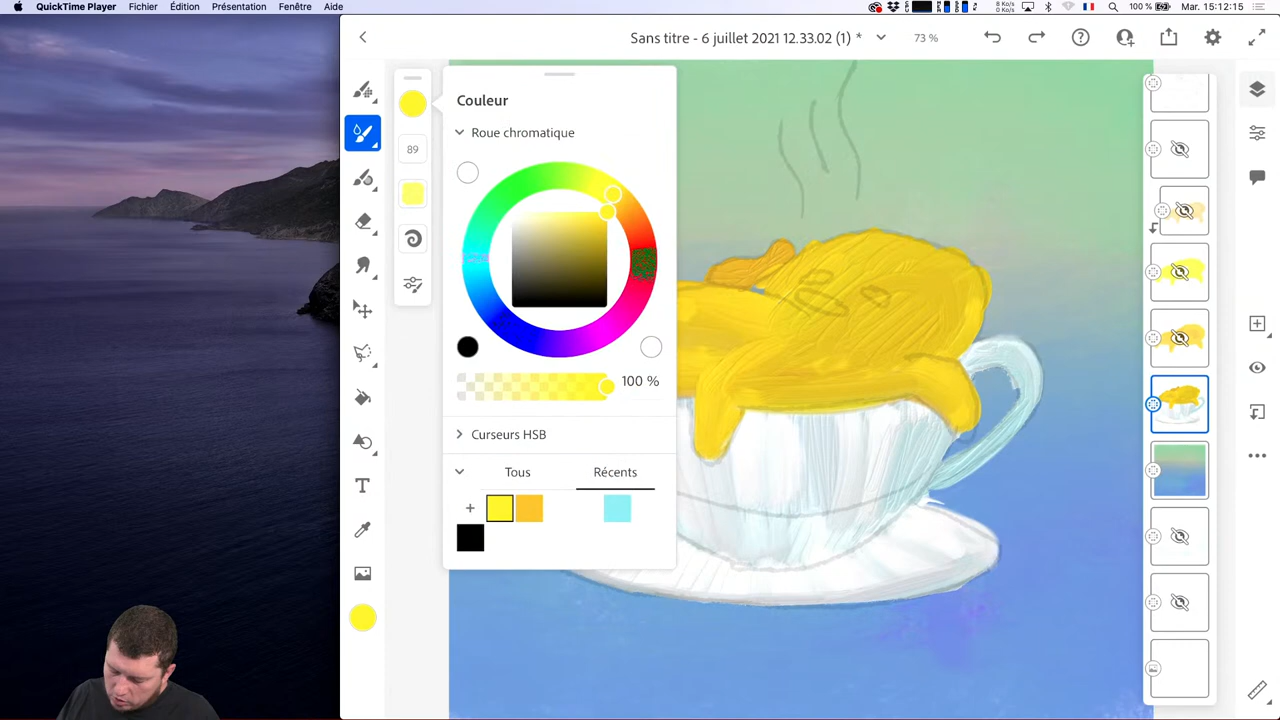 QuickTime Player Fichier Édition Présentation Fenêtre Aide
100 % Mar. 15:12:15
Sans titre - 6 juillet 2021 12.33.02 (1) * 73 %
Couleur
Roue chromatique
89
100 %
Curseurs HSB
Tous Récents